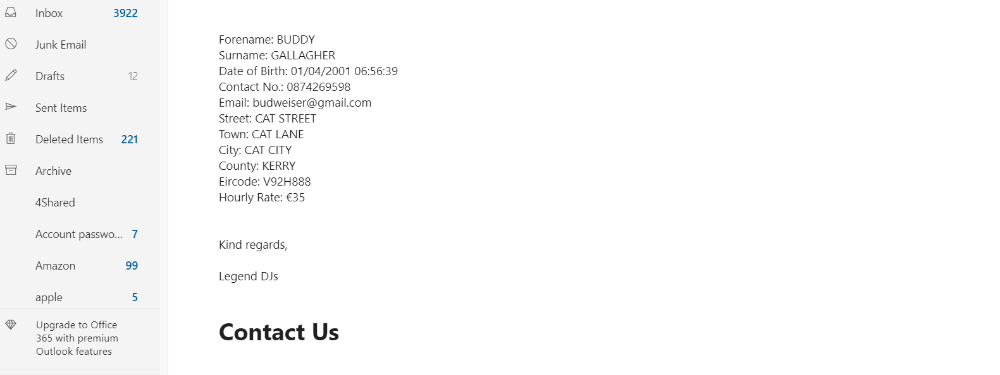 Inbox 3922
Junk Email
Drafts 12
Sent Items
Deleted Items 221
Archive
4Shared
Account passwo... 7
Amazon 99
apple 5
Upgrade to Office
365 with premium
Outlook features
Forename: BUDDY
Surname: GALLAGHER
Date of Birth: 01/04/2001 06:56:39
Contact No.: 0874269598
Email: budweiser@gmail.com
Street: CAT STREET
Town: CAT LANE
City: CAT CITY
County: KERRY
Eircode: V92H888
Hourly Rate: €35
Kind regards,
Legend DJs
Contact Us